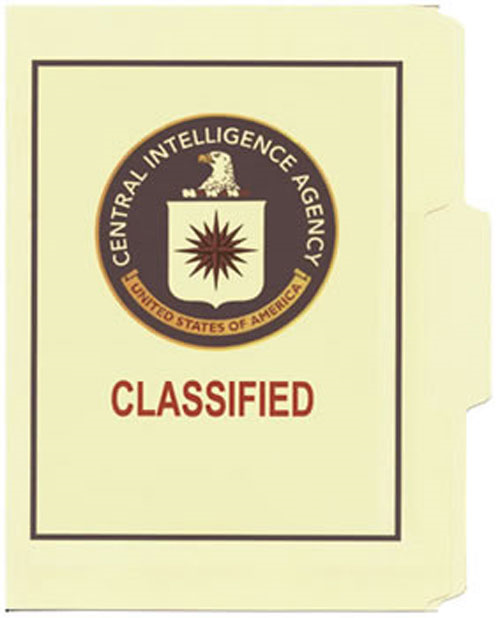 CENTRAL INTELLIGENCE AGENCY
UNITED STATES OF AMERICA
CLASSIFIED